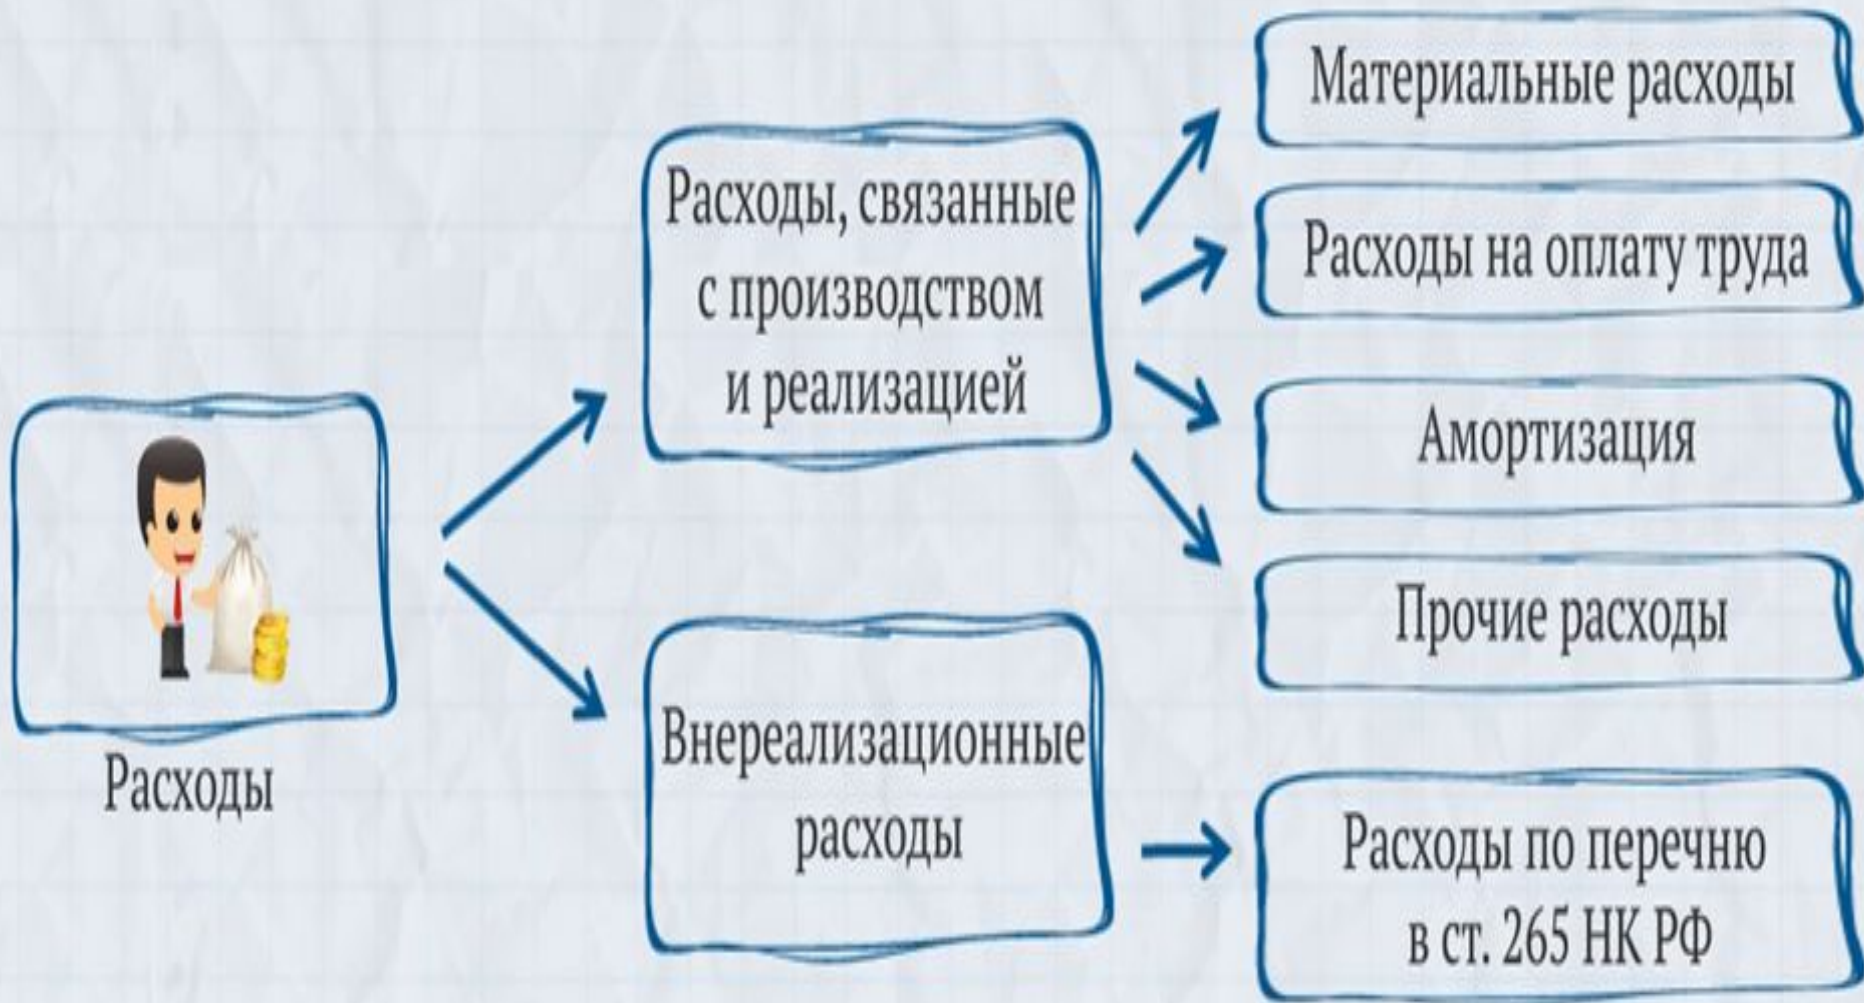 Расходы
Расходы, связанные
с производством
и реализацией
Внереализационные
расходы
Материальные расходы
Расходы на оплату труда
Амортизация
Прочие расходы
Расходы по перечню
в ст. 265 НК РФ